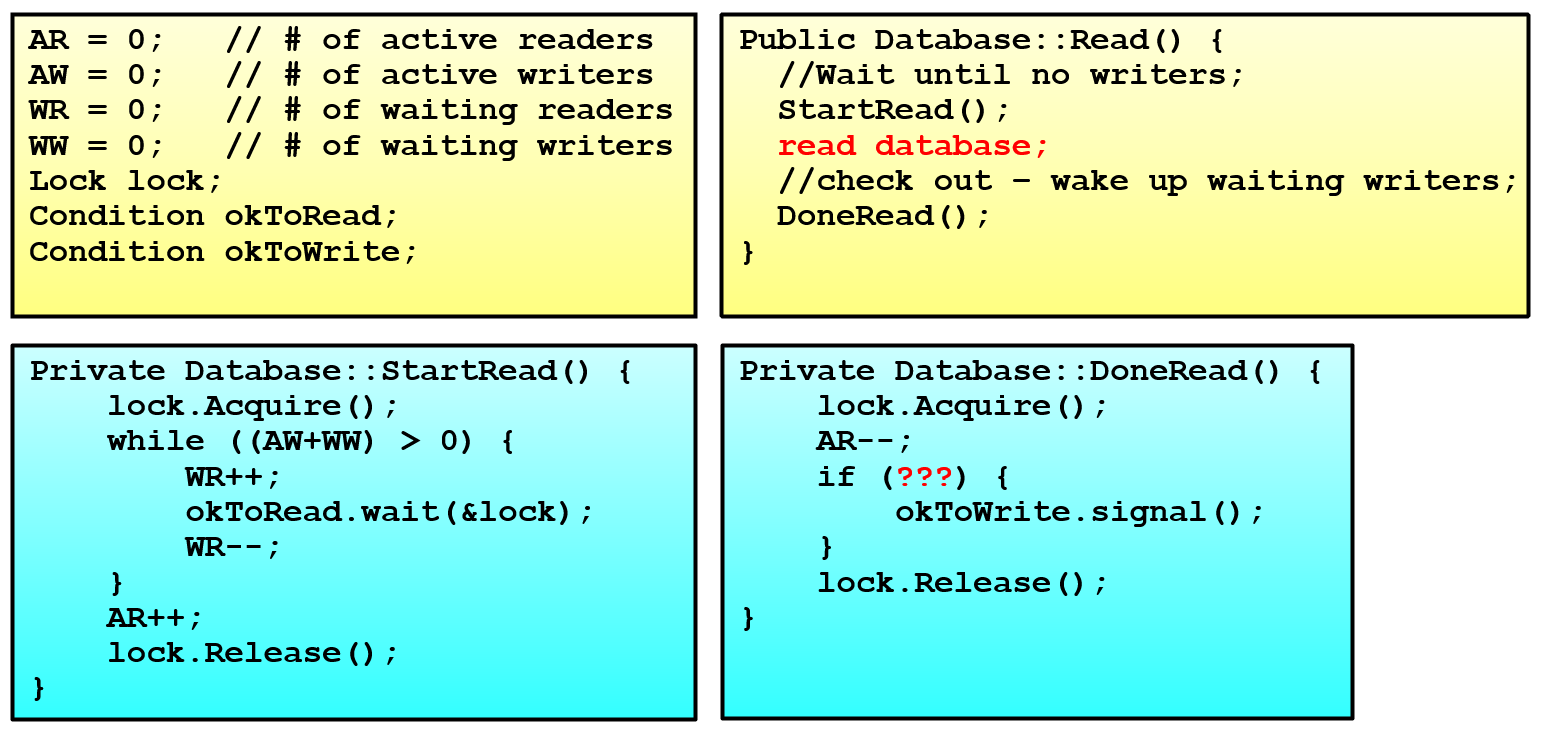 AR = 0;   // # of active readers
AW = 0;   // # of active writers
WR = 0;   // # of waiting readers
WW = 0;   // # of waiting writers
Lock lock;
Condition okToRead;
Condition okToWrite;
Public Database::Read() {
  //Wait until no writers;
  StartRead();
  read database;
  //check out – wake up waiting writers;
  DoneRead();
}
Private Database::StartRead() {
    lock.Acquire();
    while ((AW+WW) > 0) {
        WR++;
        okToRead.wait(&lock);
        WR--;
    }
    AR++;
    lock.Release();
}
Private Database::DoneRead() {
    lock.Acquire();
    AR--;
    if (???) {
        okToWrite.signal();
    }
    lock.Release();
}